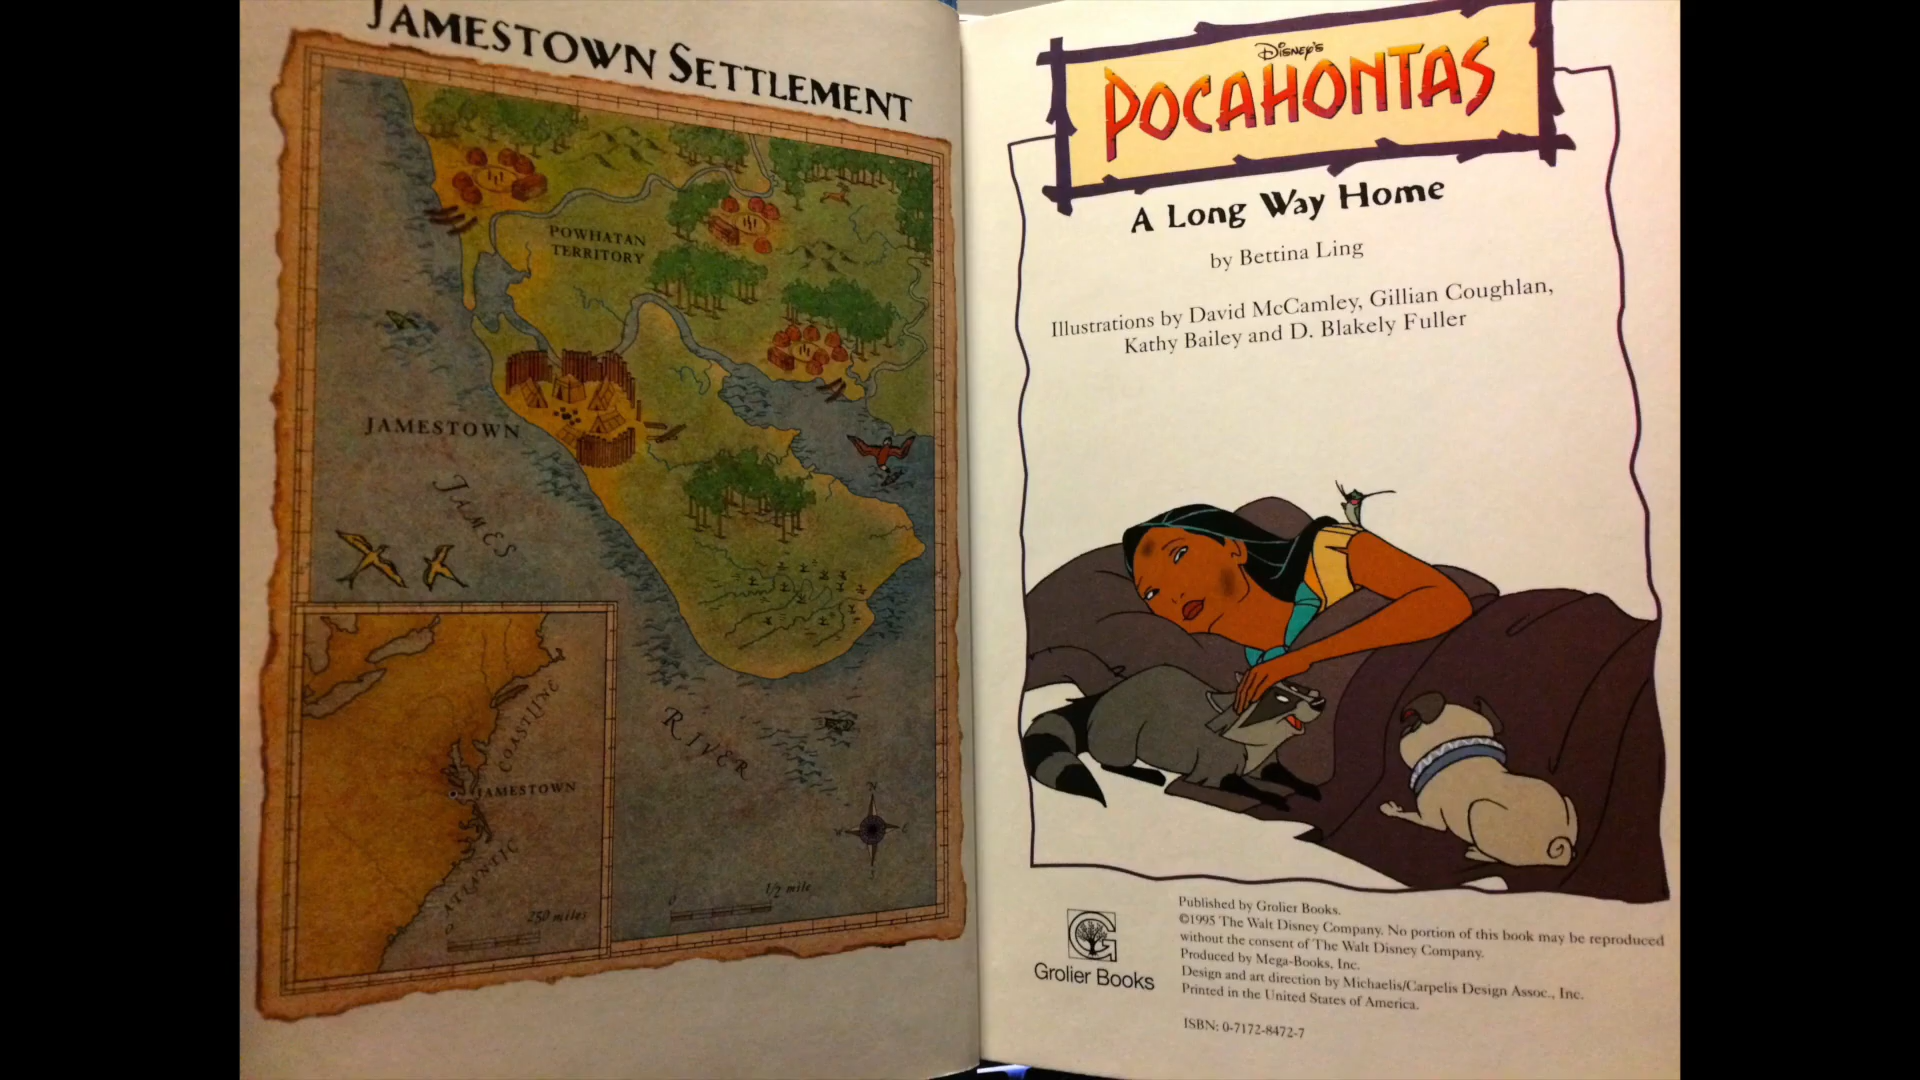 JAMESTOWN SETTLEMENT
POWHATAN
TERRITORY
JAMESTOWN
JAMES
RIVER
COASTLINE
JAMESTOWN
ATLANTIC
250 miles
0
1/2 mile
0
N
DISNEY'S
POCAHONTAS
A LONG WAY HOME
by Bettina Ling
Illustrations by David McCamley, Gillian Coughlan,
Kathy Bailey and D. Blakely Fuller
Published by Grolier Books.
©1995 The Walt Disney Company. No portion of this book may be reproduced
without the consent of The Walt Disney Company.
Produced by Mega-Books, Inc.
Design and art direction by Michaelis/Carpelis Design Assoc., Inc.
Printed in the United States of America.
ISBN: 0-7172-8472-7
G
Grolier Books